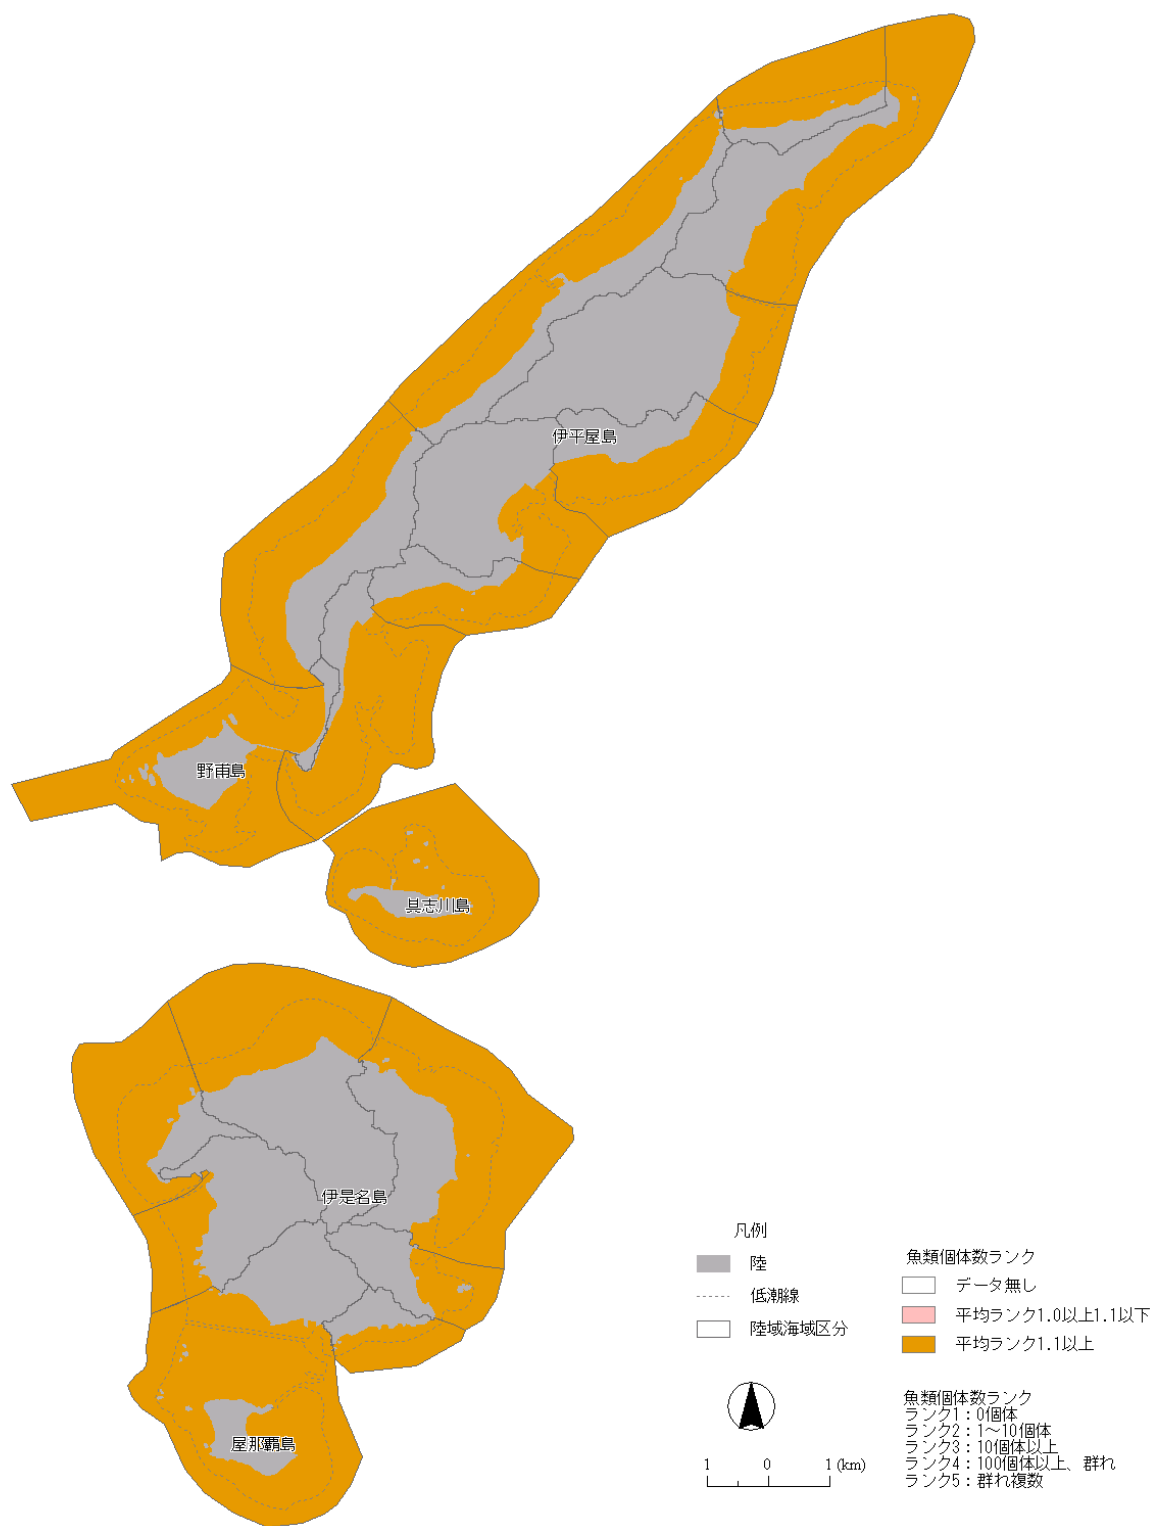 伊平屋島
野甫島
具志川島
伊是名島
屋那覇島
凡例
陸
低潮線
陸域海域区分
魚類個体数ランク
データ無し
平均ランク1.0以上1.1以下
平均ランク1.1以上
1 0 1 (km)
魚類個体数ランク
ランク1：0個体
ランク2：1～10個体
ランク3：10個体以上
ランク4：100個体以上、群れ
ランク5：群れ複数